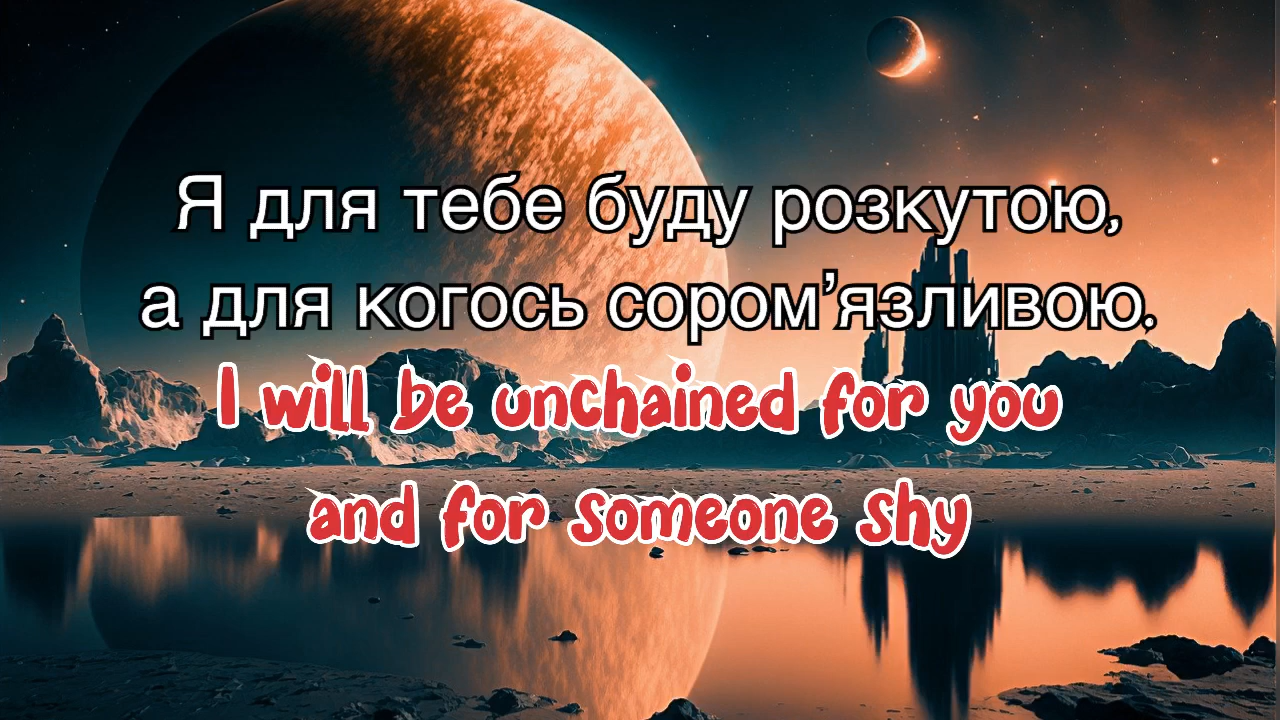 Я для тебе буду розкутою,
а для когось сором’язливою.
I will be unchained for you
and for someone shy